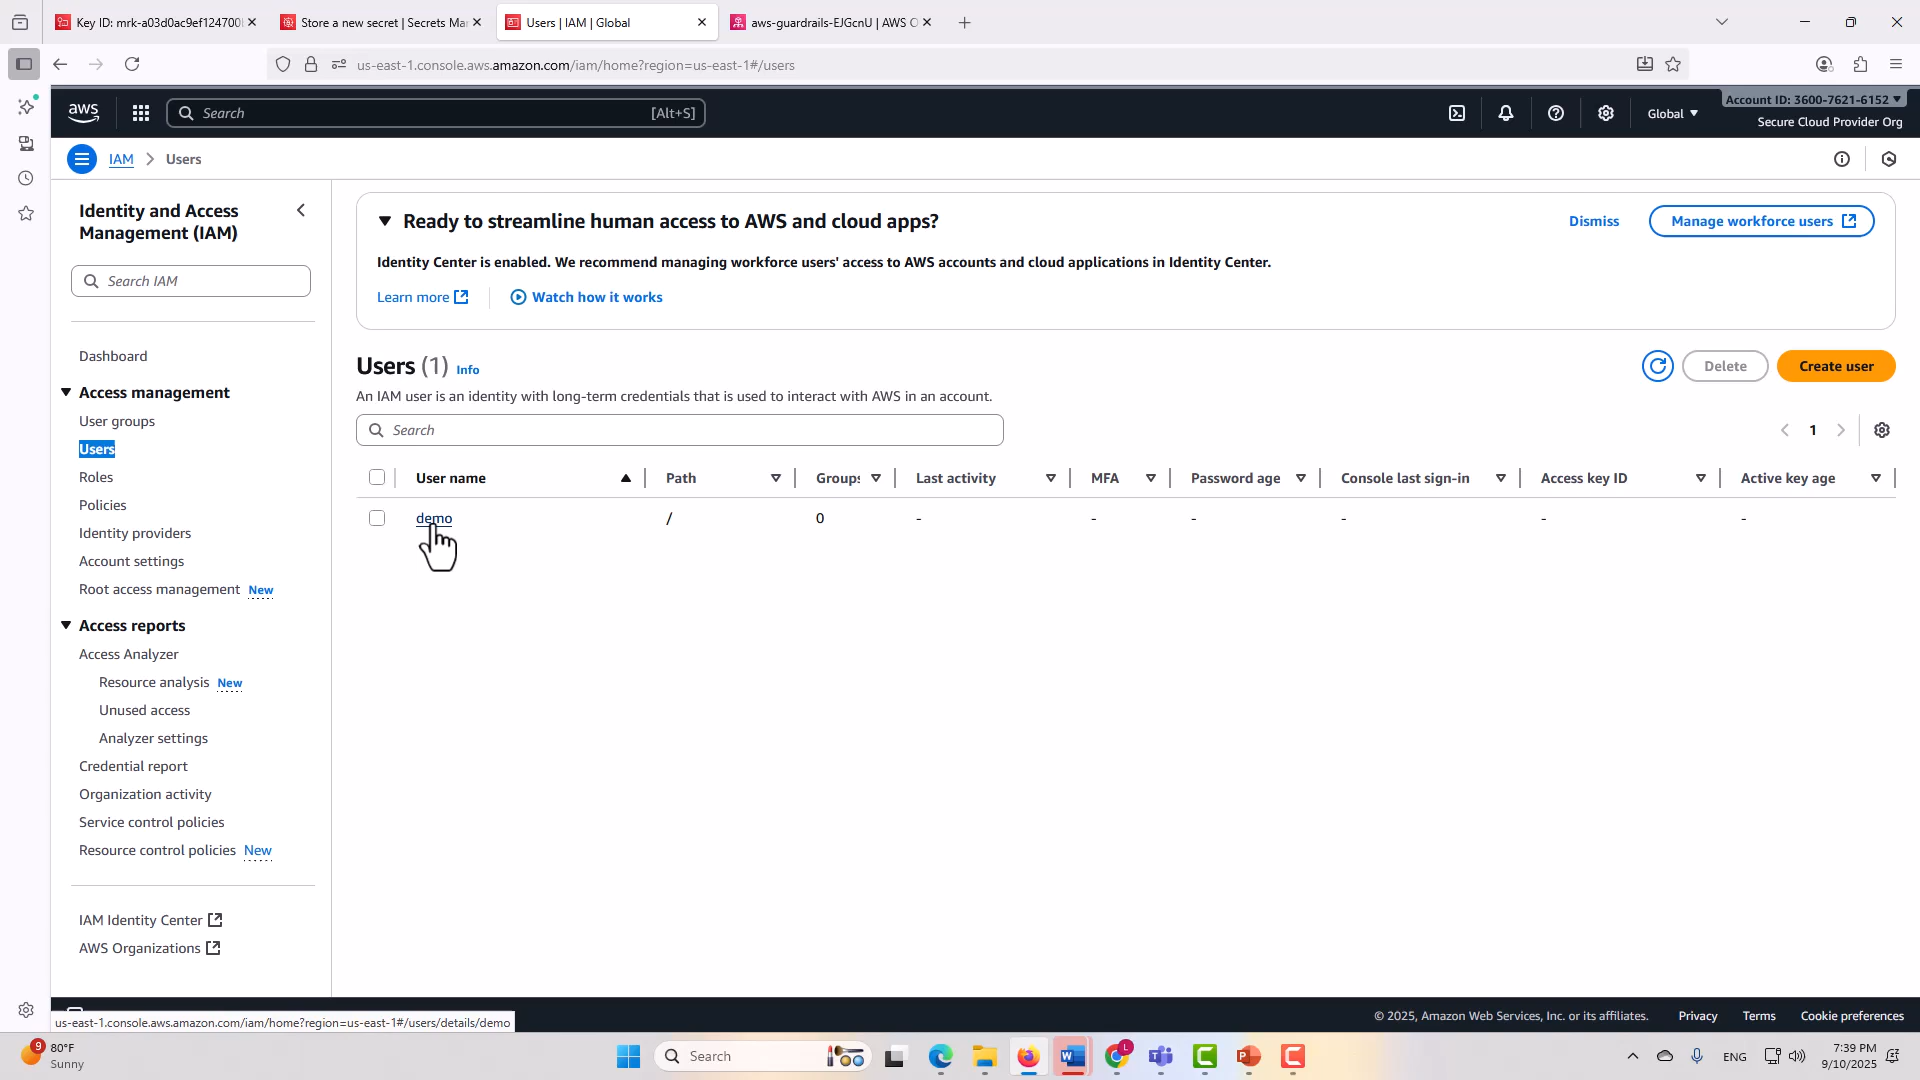 Key ID: mrk-a03d0ac9ef124700
Store a new secret | Secrets Ma
Users | IAM | Global
aws-guardrails-EJGcnU | AWS O
us-east-1.console.aws.amazon.com/iam/home?region=us-east-1#/users
aws
Search
[Alt+S]
Global
Account ID: 3600-7621-6152
Secure Cloud Provider Org
IAM
Users
Identity and Access
Management (IAM)
Search IAM
Dashboard
Access management
User groups
Users
Roles
Policies
Identity providers
Account settings
Root access management New
Access reports
Access Analyzer
Resource analysis New
Unused access
Analyzer settings
Credential report
Organization activity
Service control policies
Resource control policies New
IAM Identity Center
AWS Organizations
Ready to streamline human access to AWS and cloud apps?
Dismiss
Manage workforce users
Identity Center is enabled. We recommend managing workforce users' access to AWS accounts and cloud applications in Identity Center.
Learn more
Watch how it works
Users (1) Info
Delete
Create user
An IAM user is an identity with long-term credentials that is used to interact with AWS in an account.
Search
1
User name Path Groups Last activity MFA Password age Console last sign-in Access key ID Active key age
demo / 0 - - - - - -
us-east-1.console.aws.amazon.com/iam/home?region=us-east-1#/users/details/demo
© 2025, Amazon Web Services, Inc. or its affiliates. Privacy Terms Cookie preferences
9
80°F
Sunny
Search
L
ENG
7:39 PM
9/10/2025